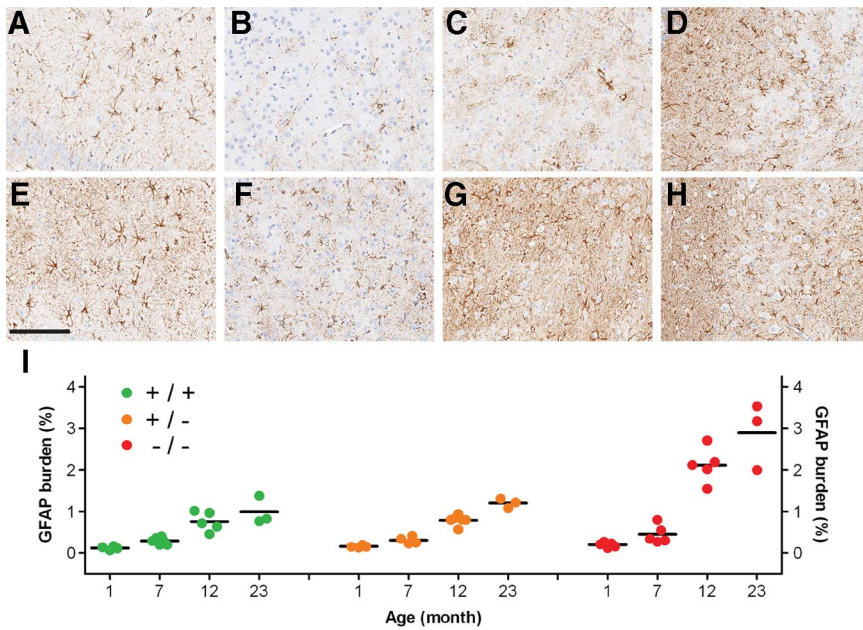 A B C D
E F G H
I
+ / +
+ / -
- / -
GFAP burden (%)
4
3
2
1
0
4
3
2
1
0
GFAP burden (%)
1 7 12 23 1 7 12 23 1 7 12 23
Age (month)